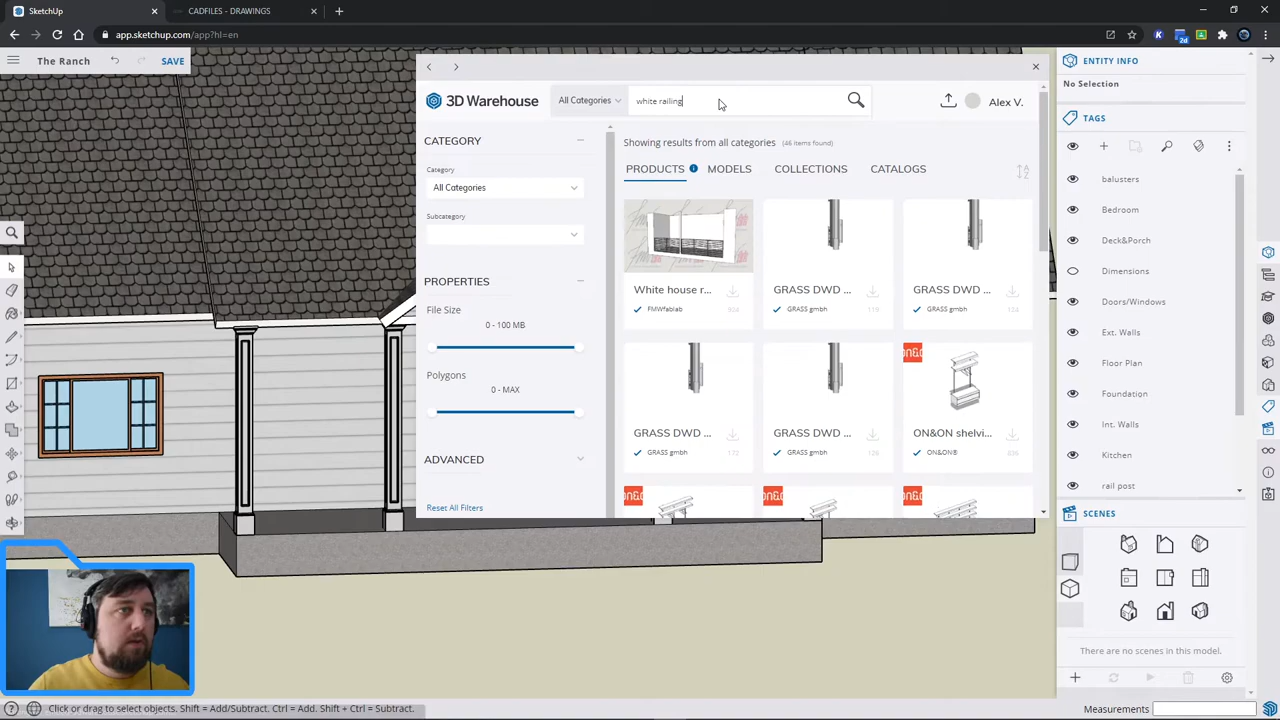 SketchUp
CADFILES - DRAWINGS
app.sketchup.com/app?hl=en
The Ranch
SAVE
3D Warehouse
All Categories
white railing
Alex V.
CATEGORY
Category
All Categories
Subcategory
PROPERTIES
File Size
0 - 100 MB
Polygons
0 - MAX
ADVANCED
Reset All Filters
Showing results from all categories (46 items found)
PRODUCTS
MODELS
COLLECTIONS
CATALOGS
White house r...
FMWfablab
GRASS DWD ...
GRASS gmbh
GRASS DWD ...
GRASS gmbh
GRASS DWD ...
GRASS gmbh
172
GRASS DWD ...
GRASS gmbh
126
ON&ON shelvi...
ON&ON®
ENTITY INFO
No Selection
TAGS
balusters
Bedroom
Deck&Porch
Dimensions
Doors/Windows
Ext. Walls
Floor Plan
Foundation
Int. Walls
Kitchen
rail post
SCENES
There are no scenes in this model.
Click or drag to select objects. Shift = Add/Subtract. Ctrl = Add. Shift + Ctrl = Subtract.
Measurements